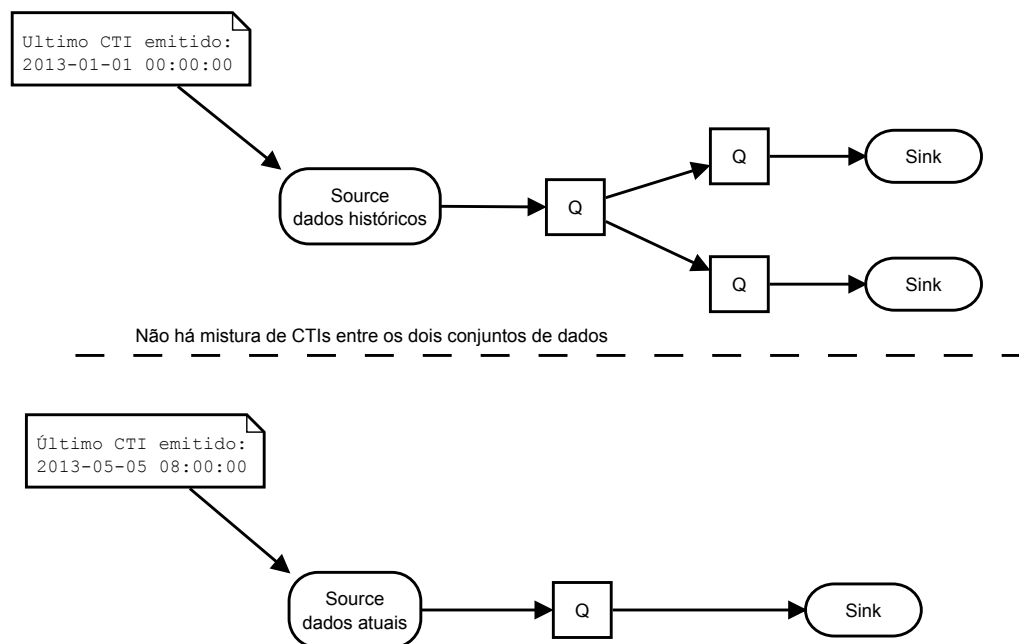 Ultimo CTI emitido:
2013-01-01 00:00:00
Source
dados históricos
Q
Q
Sink
Q
Sink
Não há mistura de CTIs entre os dois conjuntos de dados
Último CTI emitido:
2013-05-05 08:00:00
Source
dados atuais
Q
Sink